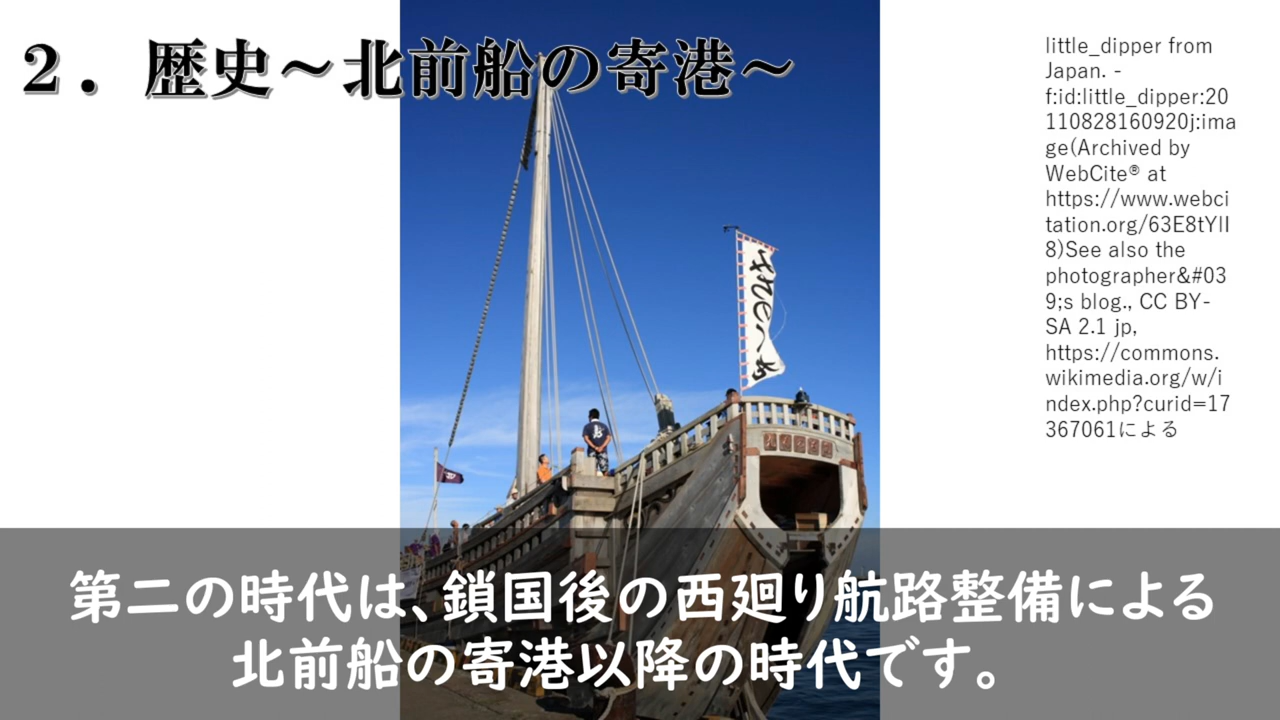 ２．歴史～北前船の寄港～
little_dipper from
Japan. -
f:id:little_dipper:20
110828160920j:ima
ge(Archived by
WebCite® at
https://www.webci
tation.org/63E8tYII
8)See also the
photographer&#03
9;s blog., CC BY-
SA 2.1 jp,
https://commons.
wikimedia.org/w/i
ndex.php?curid=17
367061による
第二の時代は、鎖国後の西廻り航路整備による
北前船の寄港以降の時代です。